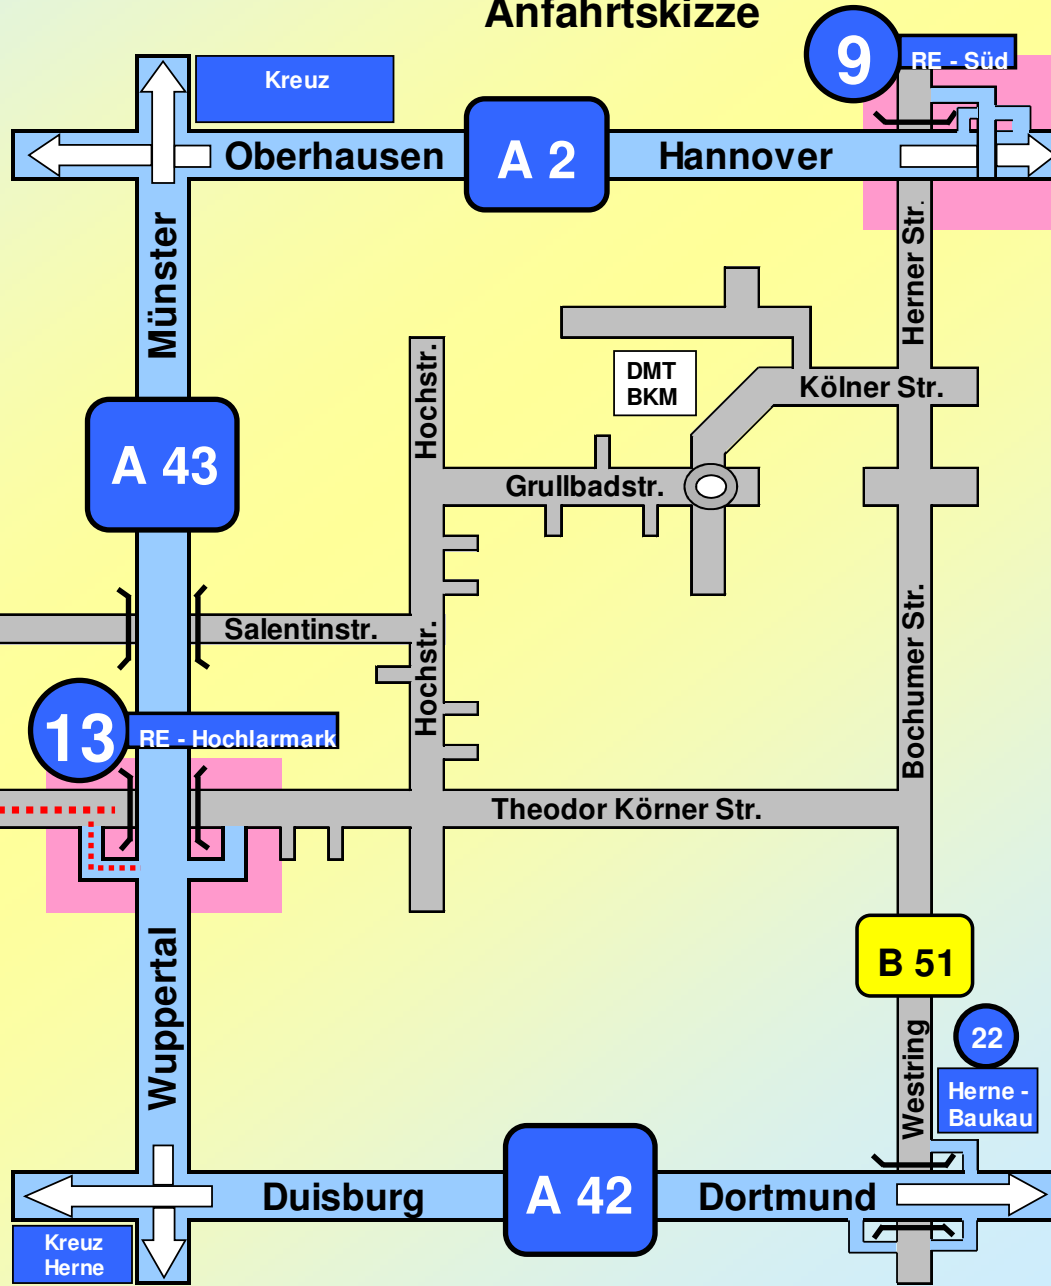 Anfahrtskizze
9
RE - Süd
Kreuz
Oberhausen
A 2
Hannover
Münster
Herner Str.
Hochstr.
DMT
BKM
Kölner Str.
A 43
Grullbadstr.
Salentinstr.
Hochstr.
Bochumer Str.
13
RE - Hochlarmark
Theodor Körner Str.
Wuppertal
B 51
22
Westring
Herne -
Baukau
Duisburg
A 42
Dortmund
Kreuz
Herne